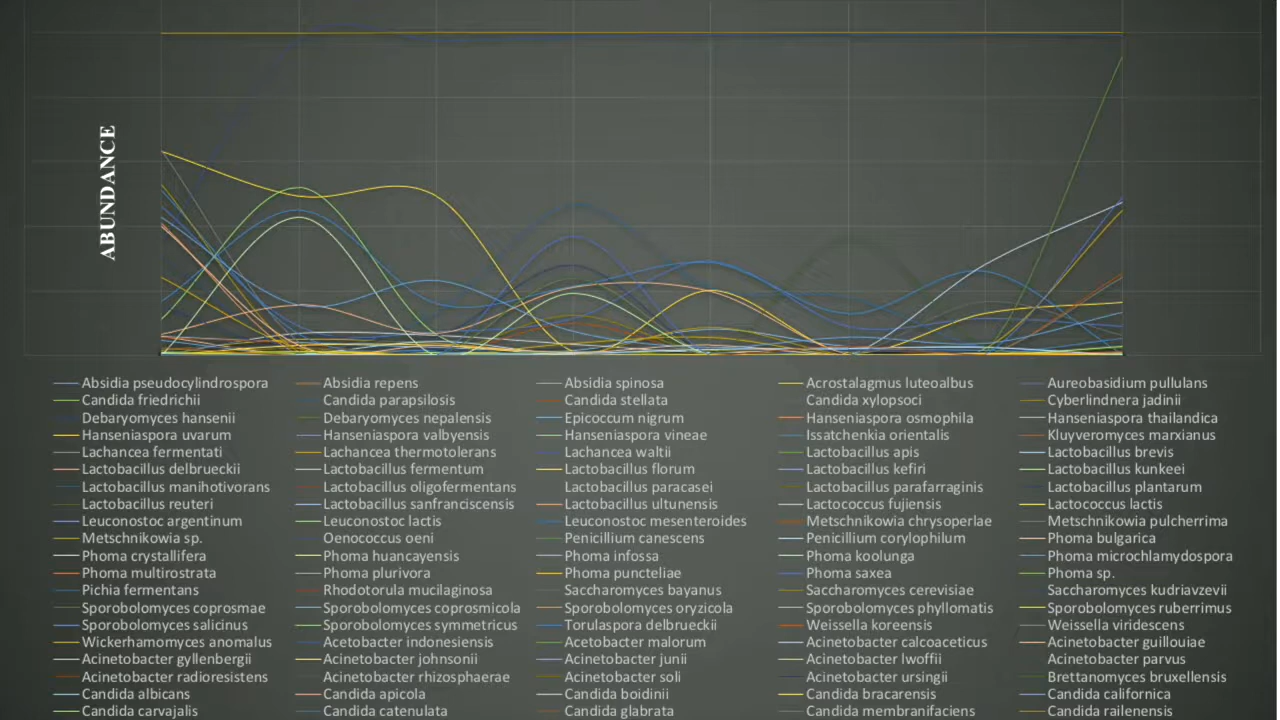 ABUNDANCE
Absidia pseudocylindrospora Absidia repens Absidia spinosa Acrostalagmus luteoalbus Aureobasidium pullulans
Candida friedrichii Candida parapsilosis Candida stellata Candida xylopsoci Cyberlindnera jadinii
Debaryomyces hansenii Debaryomyces nepalensis Epiccoccum nigrum Hanseniaspora osmophila Hanseniaspora thailandica
Hanseniaspora uvarum Hanseniaspora valbyensis Hanseniaspora vineae Issatchenkia orientalis Kluyveromyces marxianus
Lachancea fermentati Lachancea thermotolerans Lachancea waltii Lactobacillus apis Lactobacillus brevis
Lactobacillus delbrueckii Lactobacillus fermentum Lactobacillus florum Lactobacillus kefiri Lactobacillus kunkeei
Lactobacillus manihotivorans Lactobacillus oligofermentans Lactobacillus paracasei Lactobacillus parafarraginis Lactobacillus plantarum
Lactobacillus reuteri Lactobacillus sanfranciscensis Lactobacillus ultunensis Lactococcus fujiensis Lactococcus lactis
Leuconostoc argentinum Leuconostoc lactis Leuconostoc mesenteroides Metschnikowia chrysoperlae Metschnikowia pulcherrima
Metschnikowia sp. Oenococcus oeni Penicillium canescens Penicillium corylophilum Phoma bulgarica
Phoma crystallifera Phoma huancayensis Phoma infossa Phoma koolunga Phoma microchlamydospora
Phoma multirostrata Phoma plurivora Phoma puncteliae Phoma saxea Phoma sp.
Pichia fermentans Rhodotorula mucilaginosa Saccharomyces bayanus Saccharomyces cerevisiae Saccharomyces kudriavzevii
Sporobolomyces coprosmae Sporobolomyces coprosmicola Sporobolomyces oryzicola Sporobolomyces phyllomatis Sporobolomyces ruberrimus
Sporobolomyces salicinus Sporobolomyces symmetricus Torulaspora delbrueckii Weissella koreensis Weissella viridescens
Wickerhamomyces anomalus Acetobacter indonesiensis Acetobacter malorum Acinetobacter calcoaceticus Acinetobacter guillouiae
Acinetobacter gyllenbergii Acinetobacter johnsonii Acinetobacter junii Acinetobacter lwoffii Acinetobacter parvus
Acinetobacter radioresistens Acinetobacter rhizosphaerae Acinetobacter soli Acinetobacter ursingii Brettanomyces bruxellensis
Candida albicans Candida apicola Candida boidinii Candida bracarensis Candida californica
Candida carvajalis Candida catenulata Candida glabrata Candida membranifaciens Candida railenensis